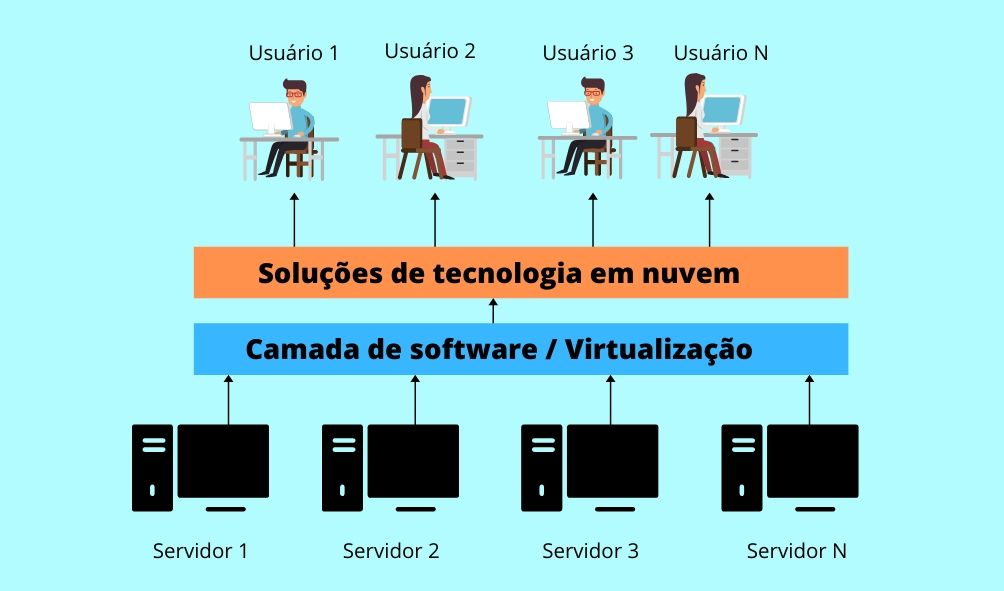 Usuário 1
Usuário 2
Usuário 3
Usuário N
Soluções de tecnologia em nuvem
Camada de software / Virtualização
Servidor 1
Servidor 2
Servidor 3
Servidor N